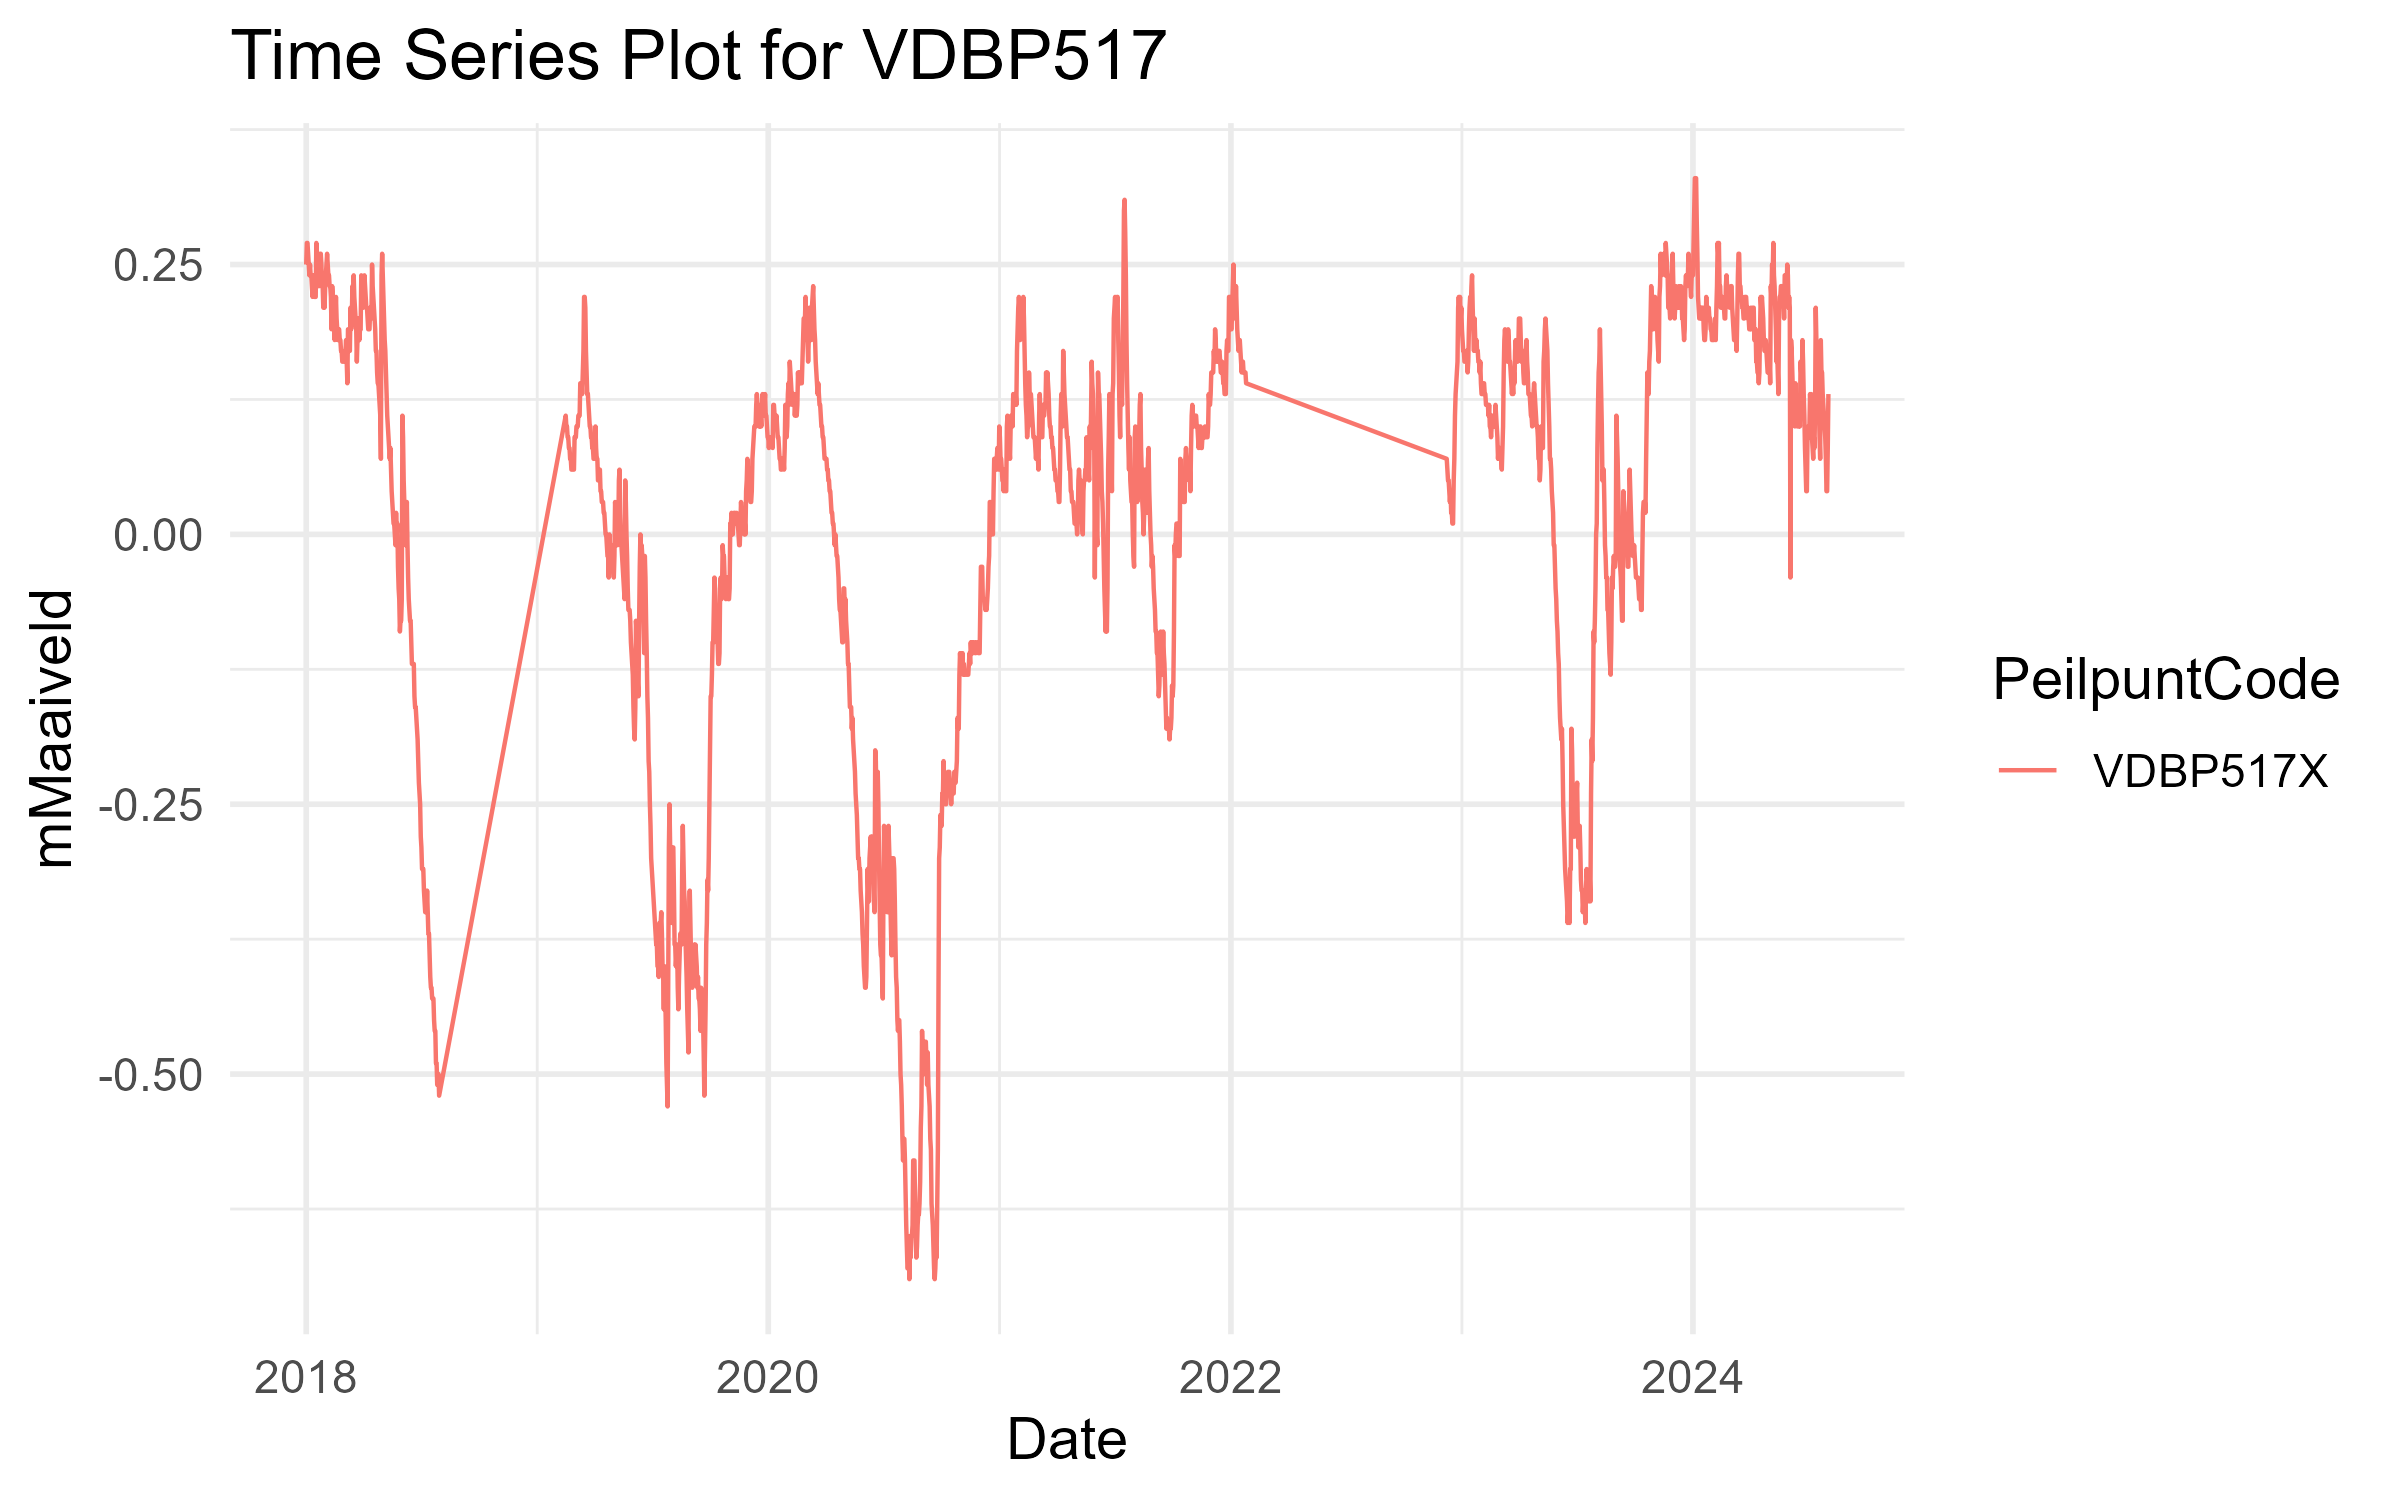 Time Series Plot for VDBP517
mMaaiveld
0.25
0.00
-0.25
-0.50
2018 2020 2022 2024
Date
PeilpuntCode
VDBP517X